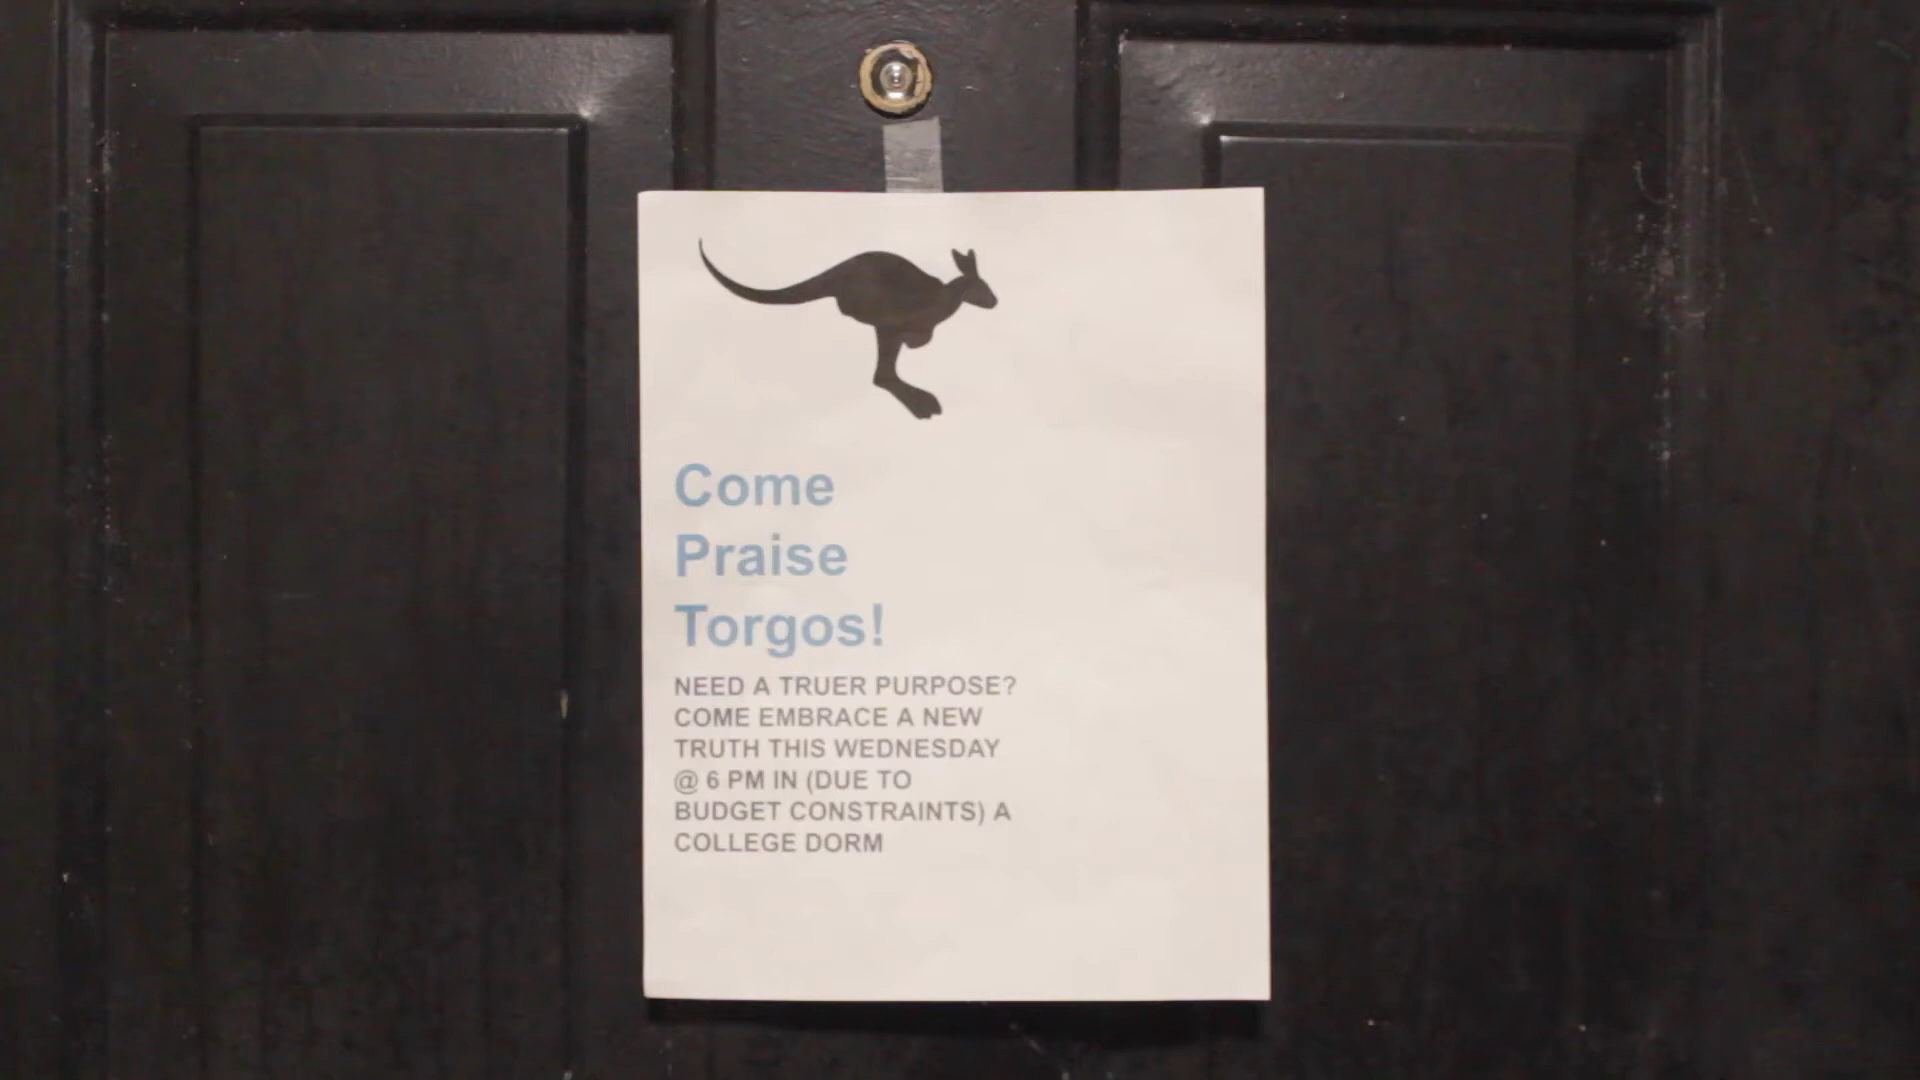 Come
Praise
Torgos!
NEED A TRUER PURPOSE?
COME EMBRACE A NEW
TRUTH THIS WEDNESDAY
@ 6 PM IN (DUE TO
BUDGET CONSTRAINTS) A
COLLEGE DORM